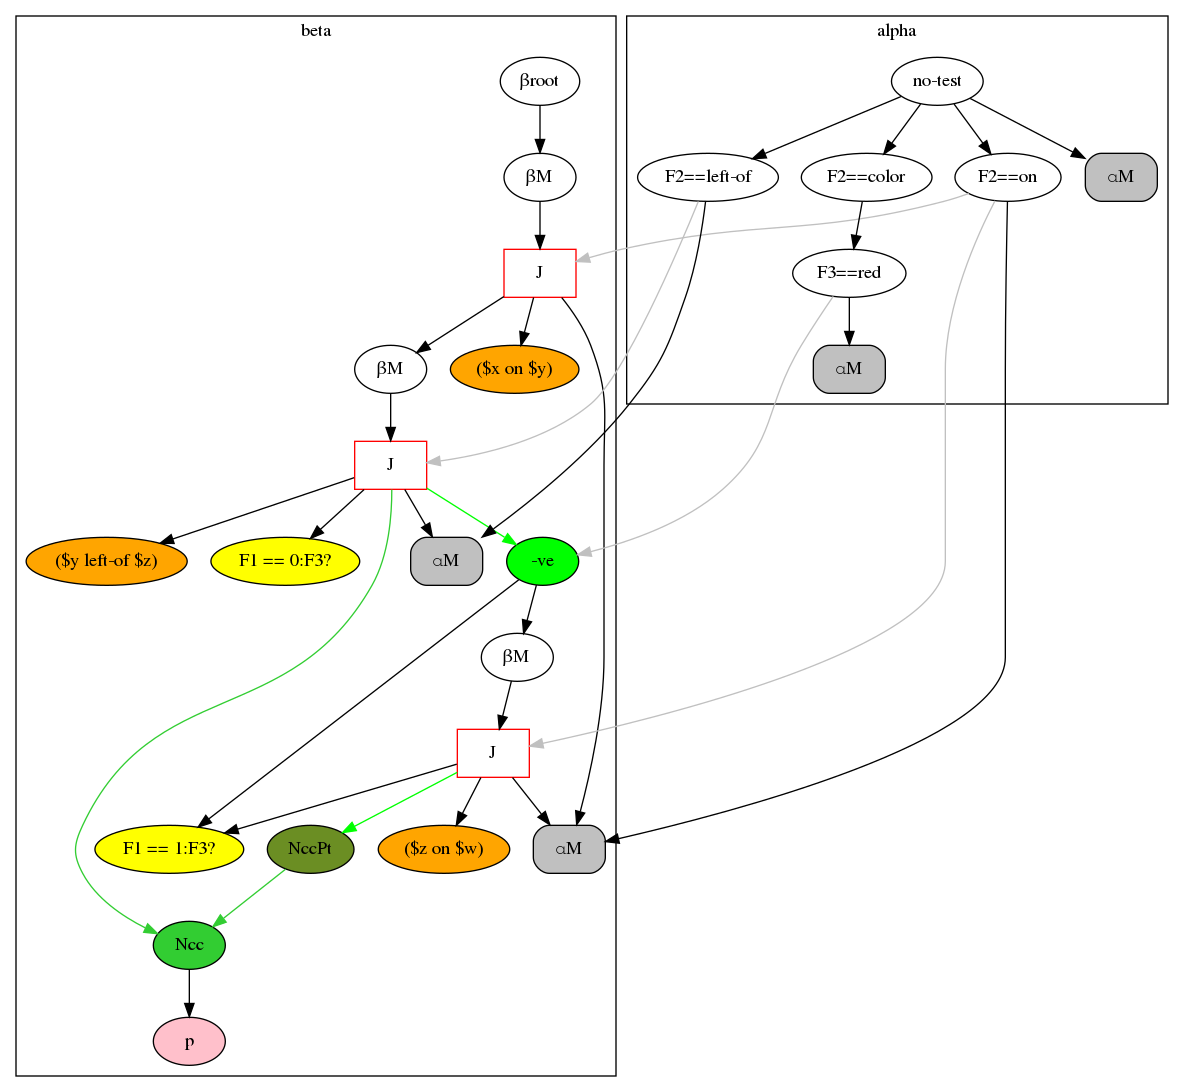 beta
alpha
βroot
no-test
βM
F2==left-of
F2==color
F2==on
αM
J
F3==red
βM
($x on $y)
αM
J
($y left-of $z)
F1 == 0:F3?
αM
-ve
βM
J
F1 == 1:F3?
NccPt
($z on $w)
αM
Ncc
p